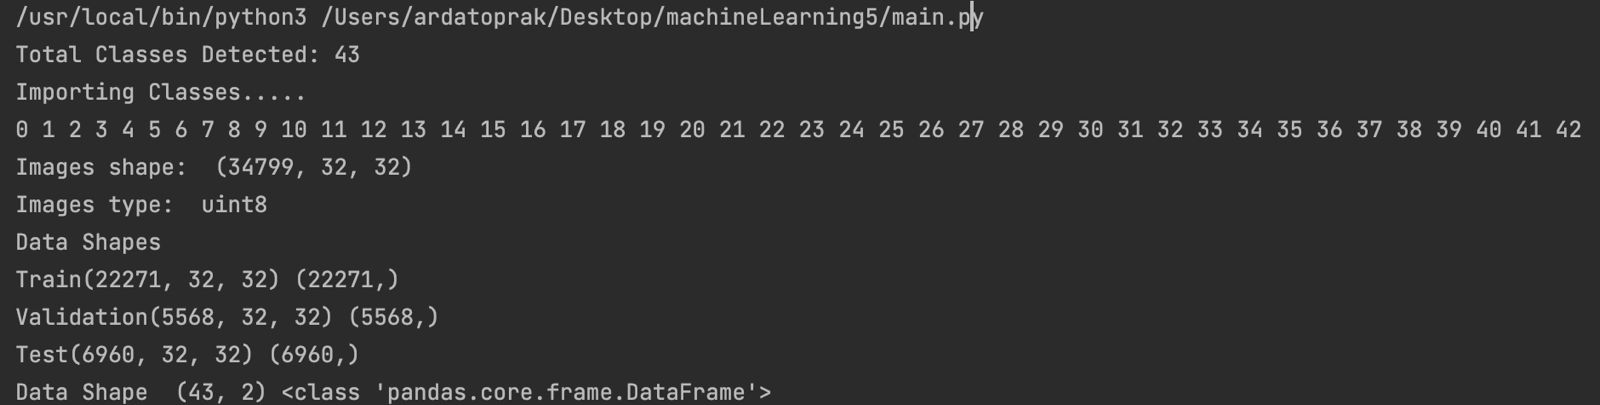 /usr/local/bin/python3 /Users/ardatoprak/Desktop/machineLearning5/main.py
Total Classes Detected: 43
Importing Classes.....
0 1 2 3 4 5 6 7 8 9 10 11 12 13 14 15 16 17 18 19 20 21 22 23 24 25 26 27 28 29 30 31 32 33 34 35 36 37 38 39 40 41 42
Images shape:  (34799, 32, 32)
Images type:  uint8
Data Shapes
Train(22271, 32, 32) (22271,)
Validation(5568, 32, 32) (5568,)
Test(6960, 32, 32) (6960,)
Data Shape  (43, 2) <class 'pandas.core.frame.DataFrame'>